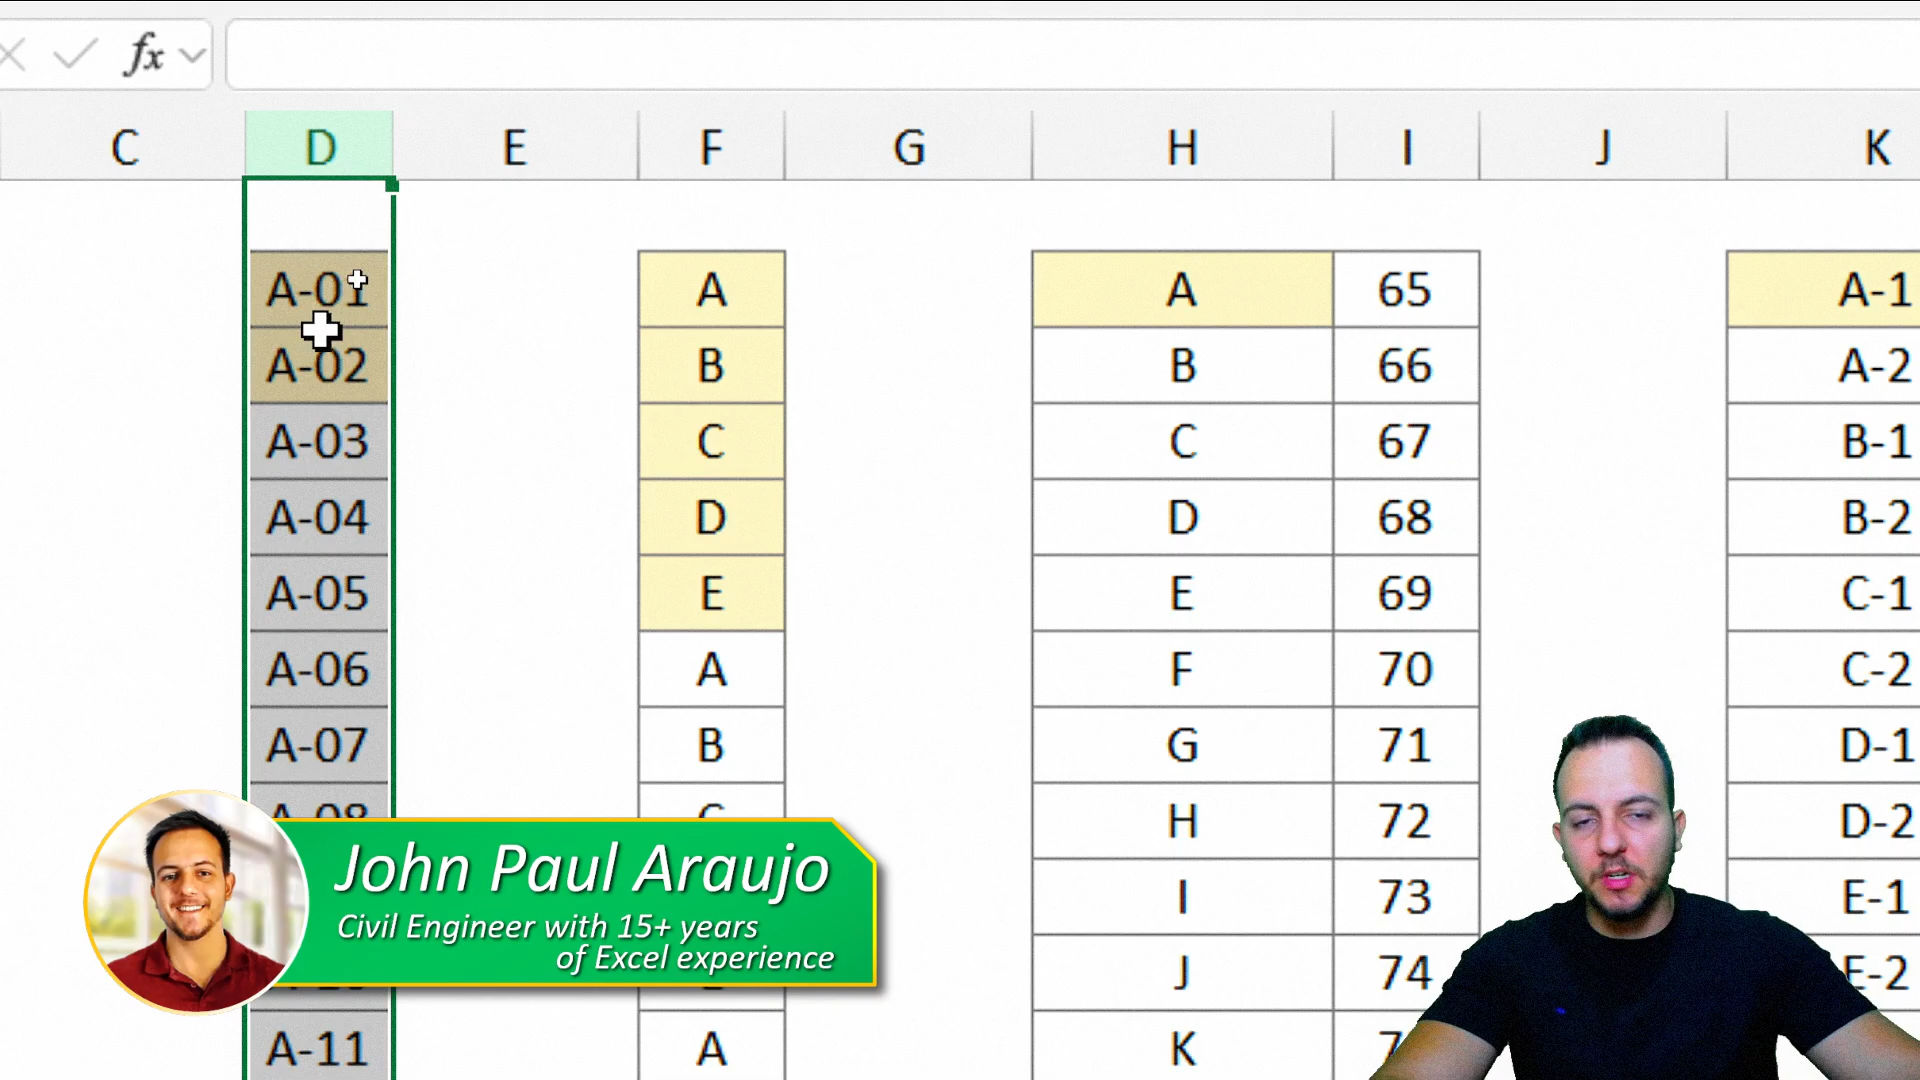 fx
C D E F G H I J K
A-01 A A 65 A-1
A-02 B B 66 A-2
A-03 C C 67 B-1
A-04 D D 68 B-2
A-05 E E 69 C-1
A-06 A F 70 C-2
A-07 B G 71 D-1
A-08 C H 72 D-2
I 73 E-1
J 74 E-2
A-11 A K
John Paul Araujo
Civil Engineer with 15+ years
of Excel experience